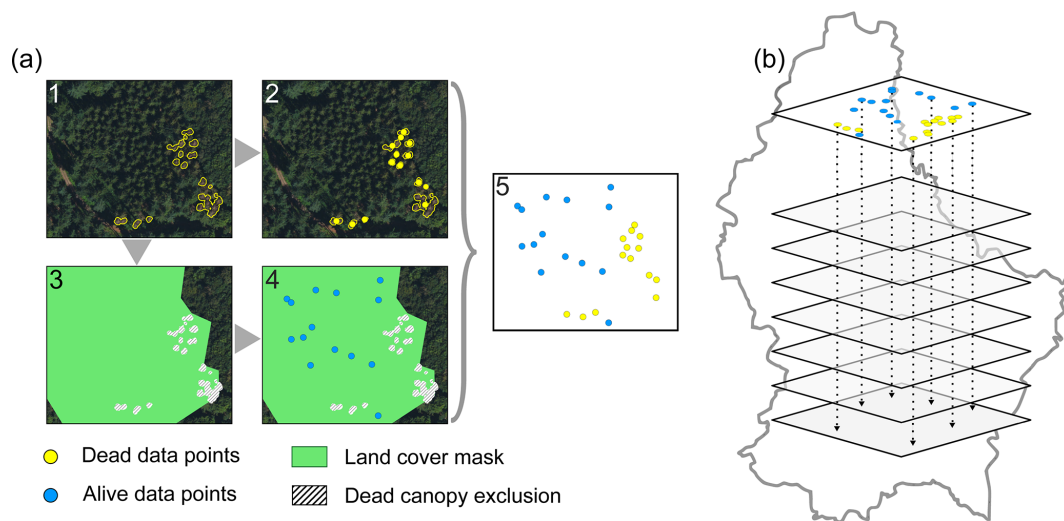 (a)
(b)
1
2
3
4
5
Dead data points
Alive data points
Land cover mask
Dead canopy exclusion